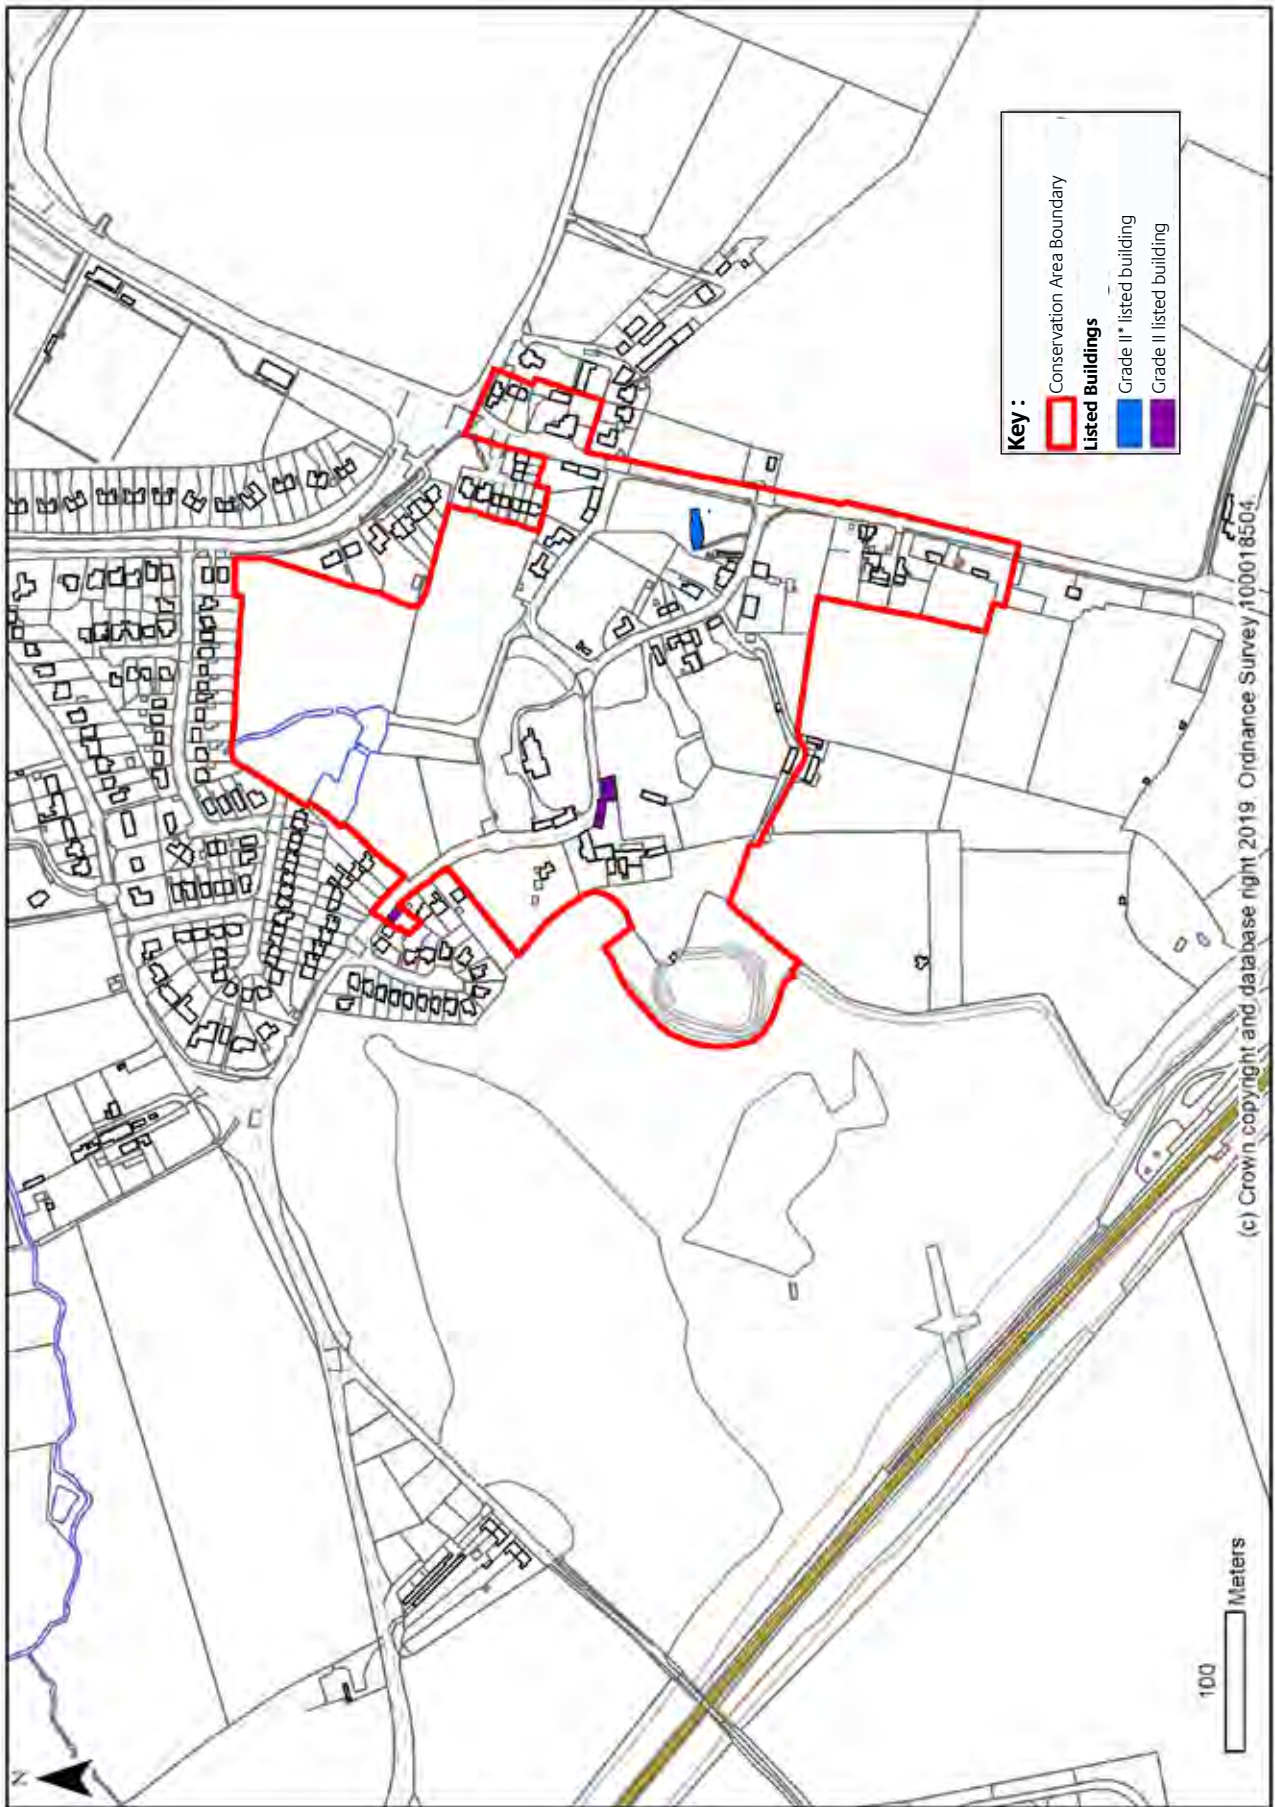 Key :
Conservation Area Boundary
Listed Buildings
Grade II* listed building
Grade II listed building
(c) Crown copyright and database right 2019. Ordnance Survey 100018504.
100
Meters
N